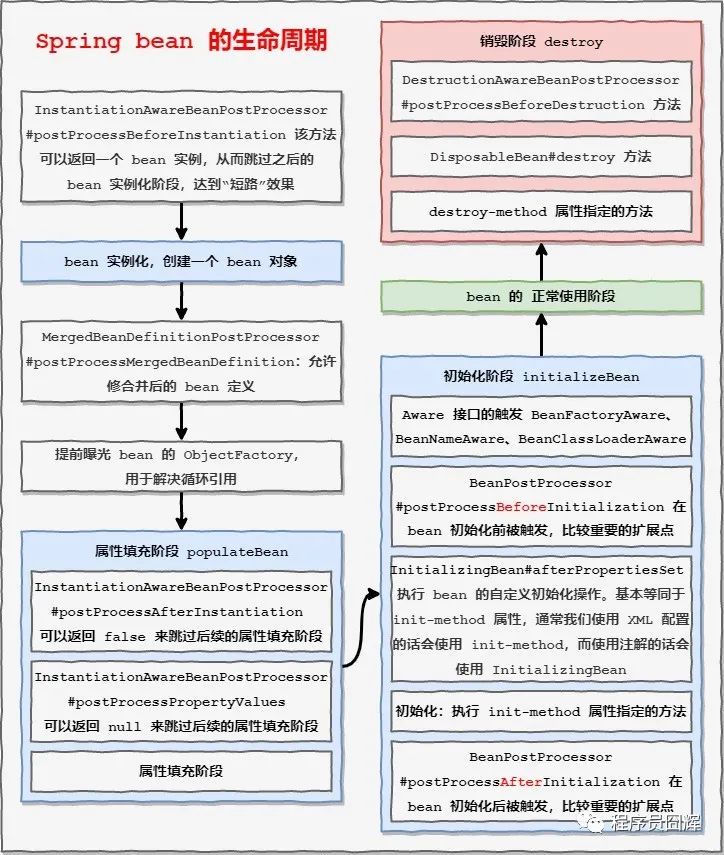 Spring bean 的生命周期
InstantiationAwareBeanPostProcessor
#postProcessBeforeInstantiation 该方法
可以返回一个 bean 实例，从而跳过之后的
bean 实例化阶段，达到“短路”效果
bean 实例化，创建一个 bean 对象
MergedBeanDefinitionPostProcessor
#postProcessMergedBeanDefinition：允许
修合并后的 bean 定义
提前曝光 bean 的 ObjectFactory，
用于解决循环引用
属性填充阶段 populateBean
InstantiationAwareBeanPostProcessor
#postProcessAfterInstantiation
可以返回 false 来跳过后续的属性填充阶段
InstantiationAwareBeanPostProcessor
#postProcessPropertyValues
可以返回 null 来跳过后续的属性填充阶段
属性填充阶段
初始化阶段 initializeBean
Aware 接口的触发 BeanFactoryAware、
BeanNameAware、BeanClassLoaderAware
BeanPostProcessor
#postProcessBeforeInitialization 在
bean 初始化前被触发，比较重要的扩展点
InitializingBean#afterPropertiesSet
执行 bean 的自定义初始化操作。基本等同于
init-method 属性，通常我们使用 XML 配置
的话会使用 init-method，而使用注解的话会
使用 InitializingBean
初始化：执行 init-method 属性指定的方法
BeanPostProcessor
#postProcessAfterInitialization 在
bean 初始化后被触发，比较重要的扩展点
bean 的 正常使用阶段
销毁阶段 destroy
DestructionAwareBeanPostProcessor
#postProcessBeforeDestruction 方法
DisposableBean#destroy 方法
destroy-method 属性指定的方法
程序员囧辉